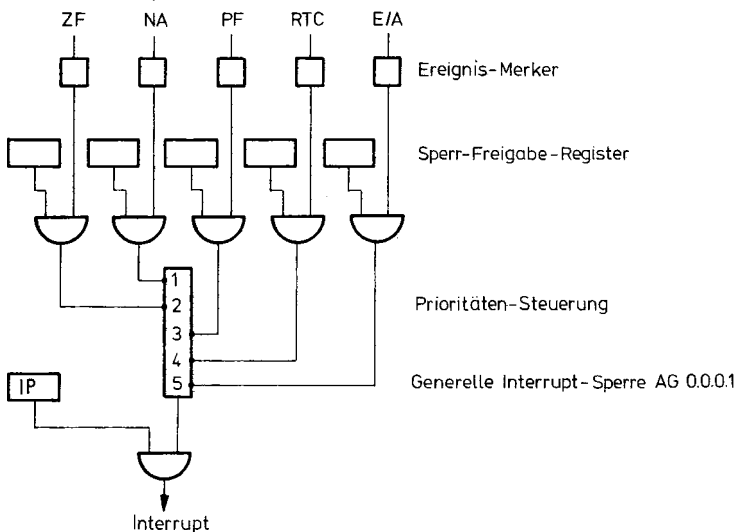 ZF NA PF RTC E/A
Ereignis-Merker
Sperr-Freigabe-Register
1
2
Prioritäten-Steuerung
3
4
5
IP
Generelle Interrupt-Sperre AG 0.0.0.1
Interrupt